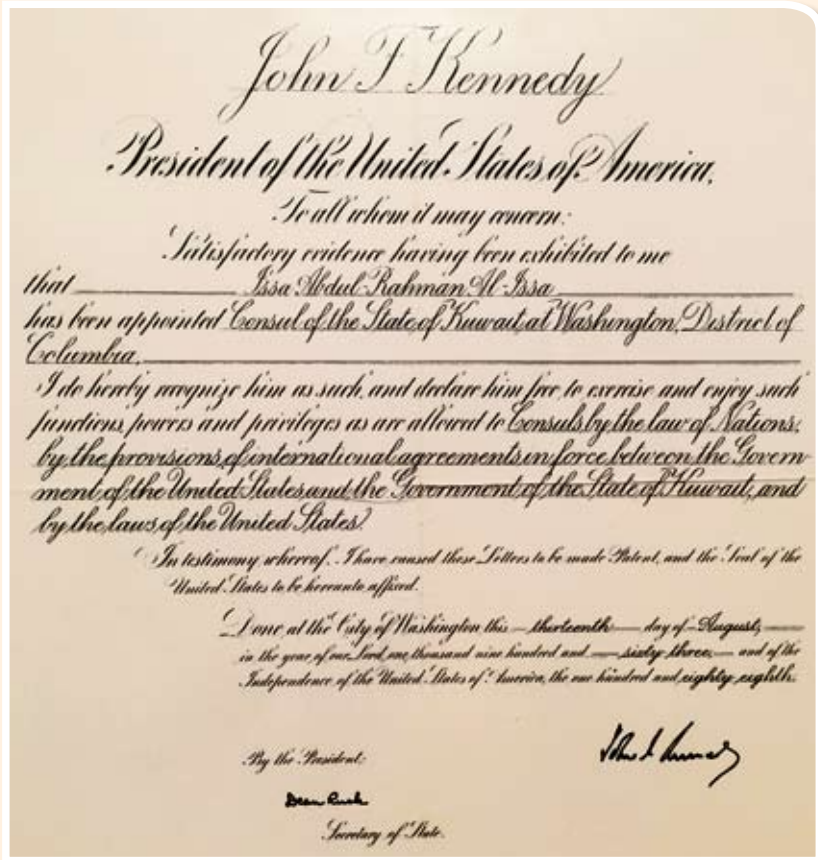 John F Kennedy
President of the United States of America.
To all whom it may concern:
Satisfactory evidence having been exhibited to me
that Issa Abdul-Rahman Al-Issa
has been appointed Consul of the State of Kuwait, at Washington, District of
Columbia,
I do hereby recognize him as such, and declare him free to exercise and enjoy such
functions, powers and privileges as are allowed to Consuls by the law of Nations,
by the provisions of international agreements in force between the Govern-
ment of the United States and the Government of the State of Kuwait, and
by the laws of the United States.
In testimony whereof, I have caused these Letters to be made Patent, and the Seal of the
United States to be hereunto affixed.
Done at the City of Washington this thirteenth day of August,
in the year of our Lord one thousand nine hundred and sixty three, and of the
Independence of the United States of America, the one hundred and eighty eighth.
John F Kennedy
By the President:
Dean Rusk
Secretary of State.